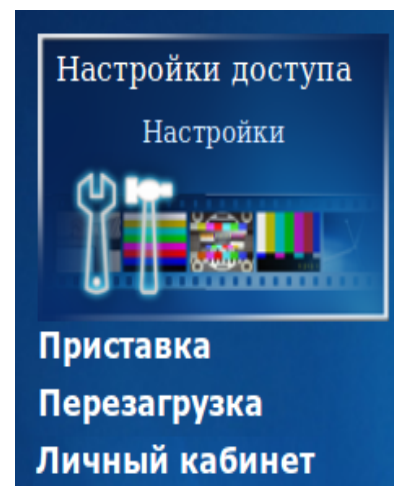 Настройки доступа
Настройки
Приставка
Перезагрузка
Личный кабинет